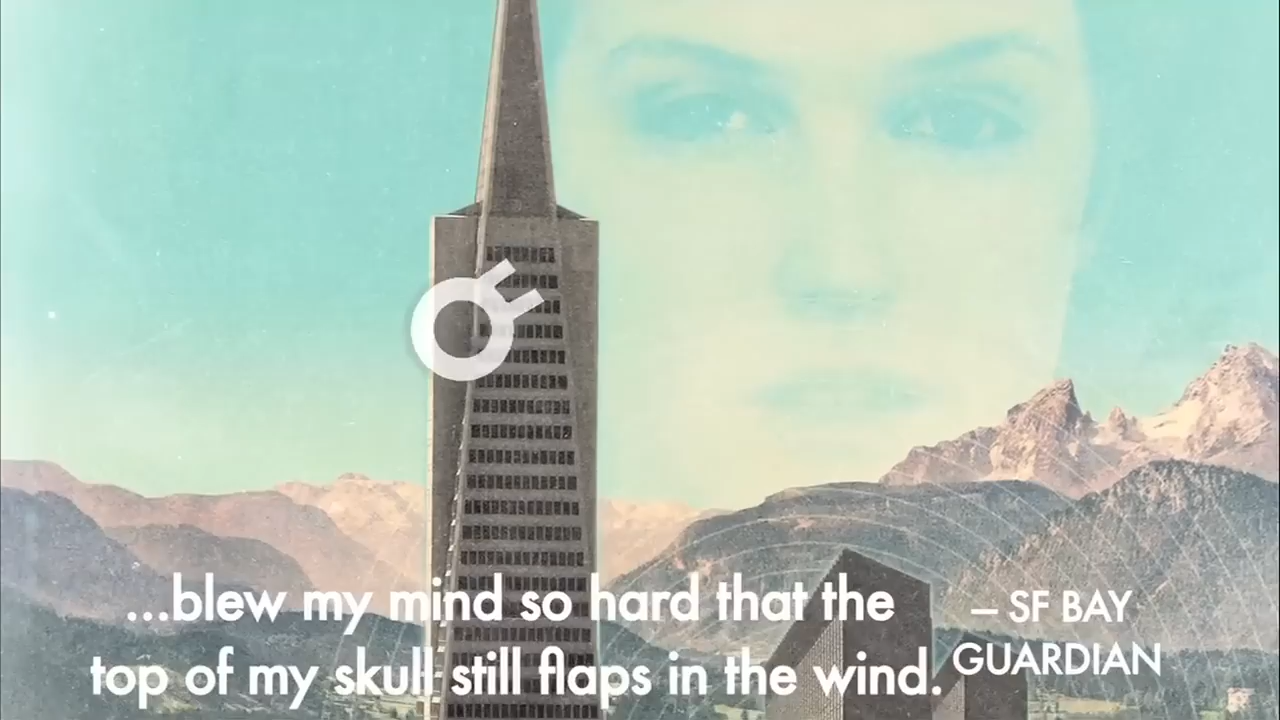 ...blew my mind so hard that the
top of my skull still flaps in the wind.
– SF BAY
GUARDIAN